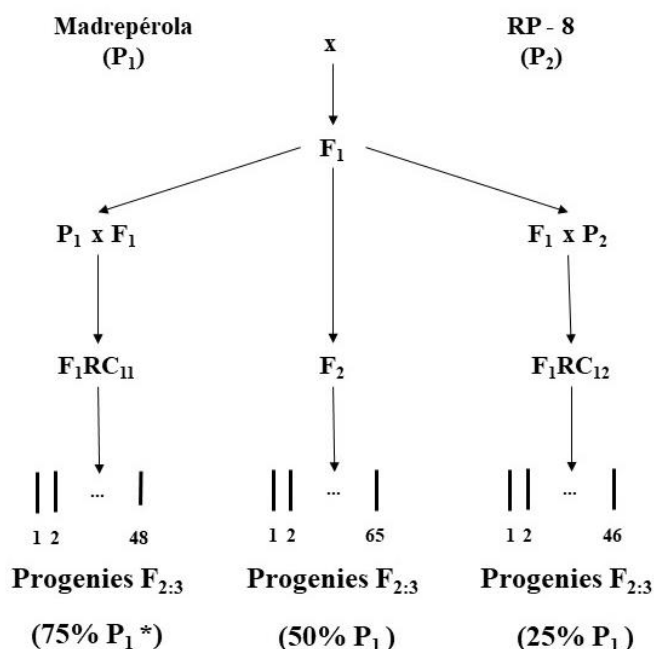 Madrepérola x RP - 8
(P₁) (P₂)
F₁
P₁ x F₁ F₁ x P₂
F₁RC₁₁ F₂ F₁RC₁₂
... ... ...
1 2 48 1 2 65 1 2 46
Progenies F₂:₃ Progenies F₂:₃ Progenies F₂:₃
(75% P₁ *) (50% P₁ ) (25% P₁ )